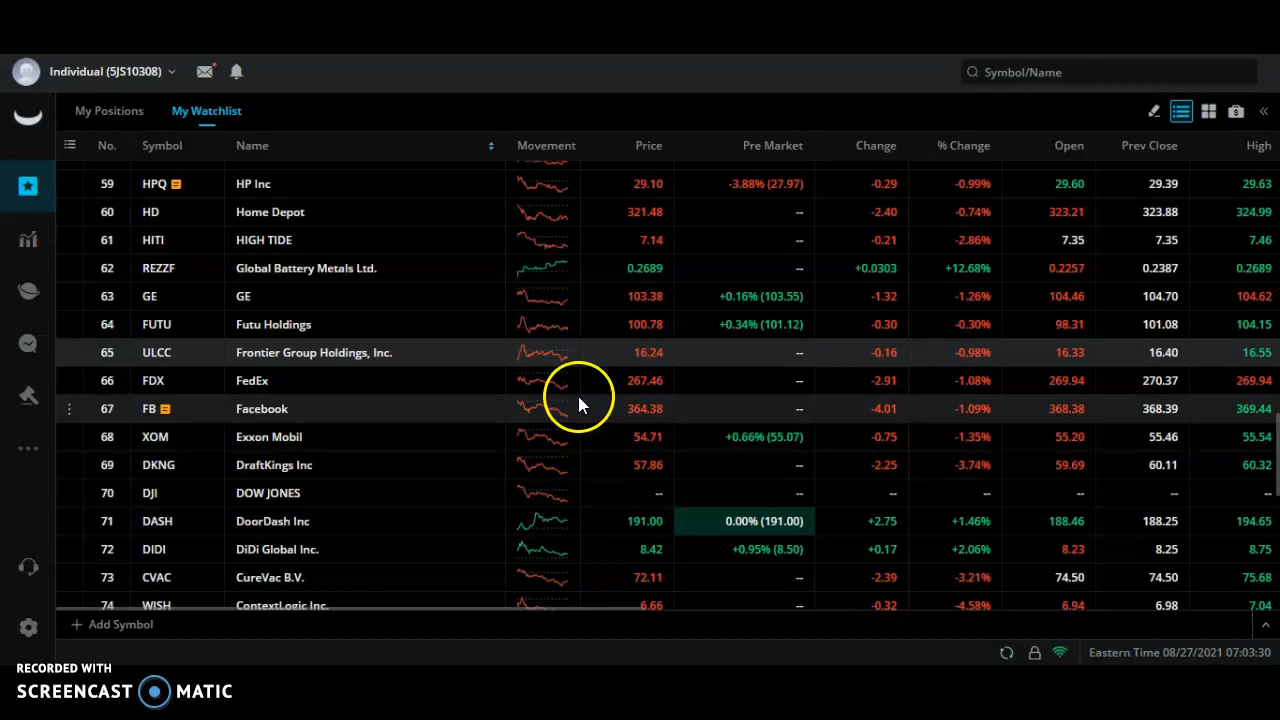 Individual (5JS10308)
Symbol/Name
My Positions My Watchlist
No. Symbol Name Movement Price Pre Market Change % Change Open Prev Close High
59 HPQ HP Inc 29.10 -3.88% (27.97) -0.29 -0.99% 29.60 29.39 29.63
60 HD Home Depot 321.48 -- -2.40 -0.74% 323.21 323.88 324.99
61 HITI HIGH TIDE 7.14 -- -0.21 -2.86% 7.35 7.35 7.46
62 REZZF Global Battery Metals Ltd. 0.2689 -- +0.0303 +12.68% 0.2257 0.2387 0.2689
63 GE GE 103.38 +0.16% (103.55) -1.32 -1.26% 104.46 104.70 104.62
64 FUTU Futu Holdings 100.78 +0.34% (101.12) -0.30 -0.30% 98.31 101.08 104.15
65 ULCC Frontier Group Holdings, Inc. 16.24 -- -0.16 -0.98% 16.33 16.40 16.55
66 FDX FedEx 267.46 -- -2.91 -1.08% 269.94 270.37 269.94
67 FB Facebook 364.38 -- -4.01 -1.09% 368.38 368.39 369.44
68 XOM Exxon Mobil 54.71 +0.66% (55.07) -0.75 -1.35% 55.20 55.46 55.54
69 DKNG DraftKings Inc 57.86 -- -2.25 -3.74% 59.69 60.11 60.32
70 DJI DOW JONES -- -- -- -- -- -- --
71 DASH DoorDash Inc 191.00 0.00% (191.00) +2.75 +1.46% 188.46 188.25 194.65
72 DIDI DiDi Global Inc. 8.42 +0.95% (8.50) +0.17 +2.06% 8.23 8.25 8.75
73 CVAC CureVac B.V. 72.11 -- -2.39 -3.21% 74.50 74.50 75.68
74 WISH ContextLogic Inc. 6.66 -- -0.32 -4.58% 6.94 6.98 7.04
+ Add Symbol
Eastern Time 08/27/2021 07:03:30
RECORDED WITH
SCREENCAST MATIC